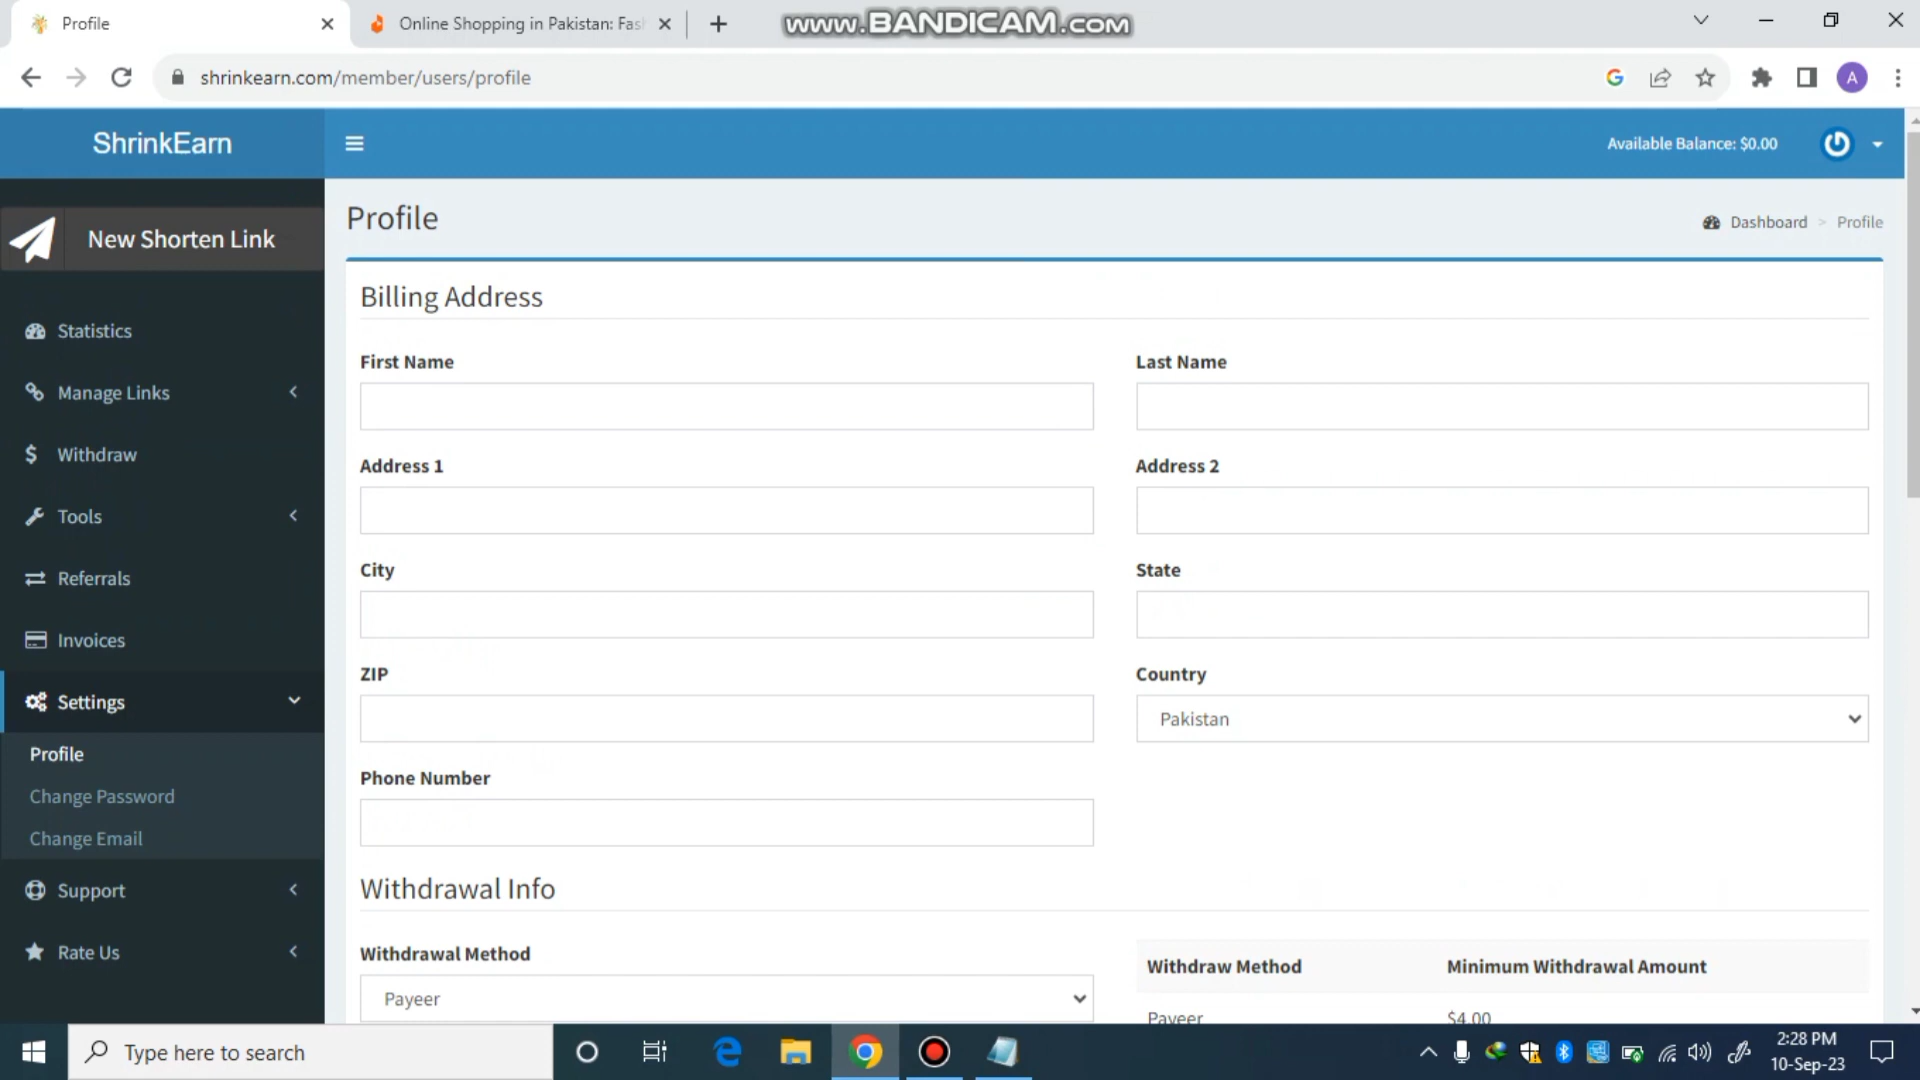 Profile
Online Shopping in Pakistan: Fas
www.BANDICAM.com
shrinkearn.com/member/users/profile
A
ShrinkEarn
Available Balance: $0.00
New Shorten Link
Profile
Dashboard > Profile
Statistics
Manage Links
Withdraw
Tools
Referrals
Invoices
Settings
Profile
Change Password
Change Email
Support
Rate Us
Billing Address
First Name
Last Name
Address 1
Address 2
City
State
ZIP
Country
Pakistan
Phone Number
Withdrawal Info
Withdrawal Method
Payeer
Withdraw Method
Minimum Withdrawal Amount
Payeer
$4.00
Type here to search
2:28 PM
10-Sep-23